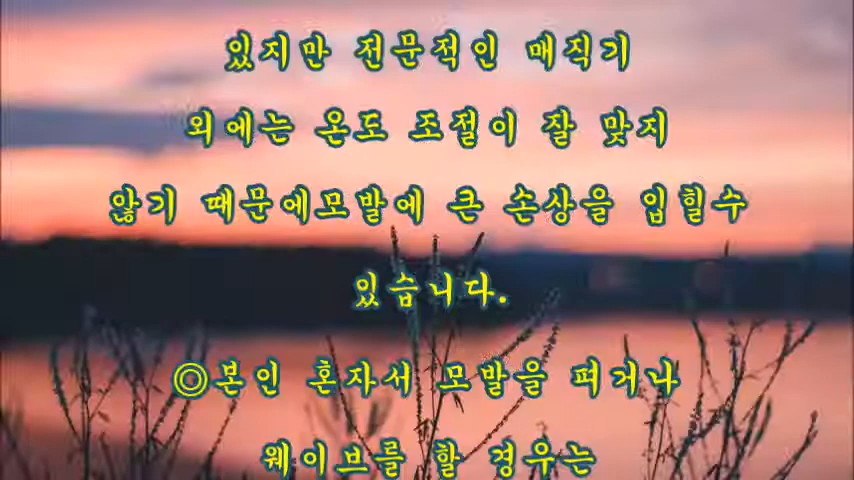 있지만 전문적인 매직기
외에는 온도 조절이 잘 맞지
않기 때문에모발에 큰 손상을 입힐수
있습니다.
◎본인 혼자서 모발을 펴거나
웨이브를 할 경우는